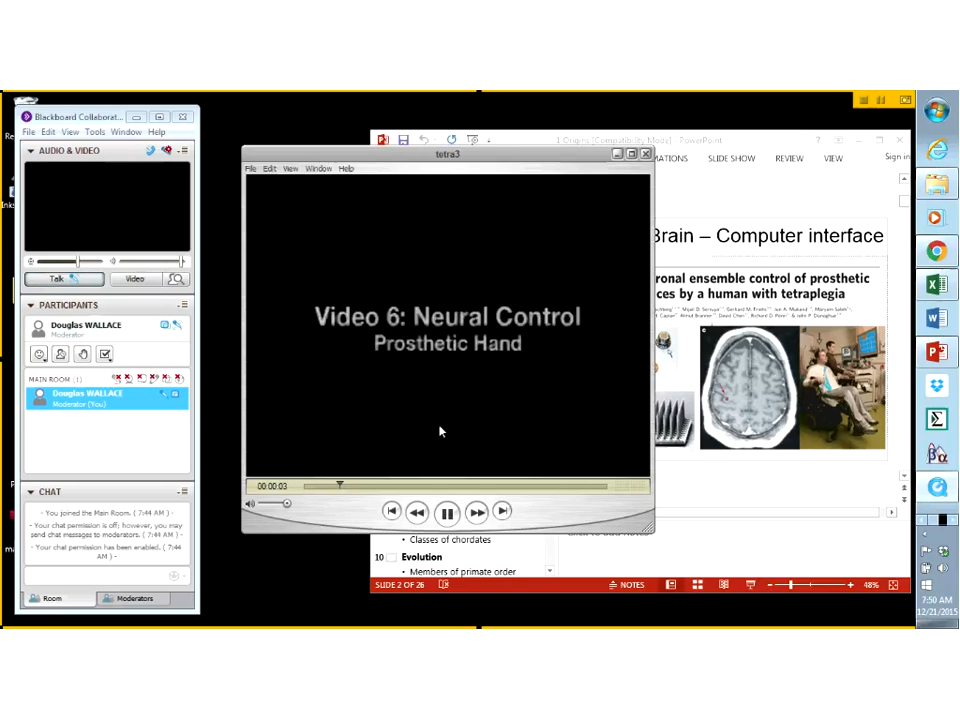 Blackboard Collaborat...
File Edit View Tools Window Help
AUDIO & VIDEO
Talk
Video
PARTICIPANTS
Douglas WALLACE
Moderator
MAIN ROOM (1)
Douglas WALLACE
Moderator (You)
CHAT
- You joined the Main Room. ( 7:44 AM ) -
- Your chat permission is off; however, you may
send chat messages to moderators. ( 7:44
AM ) -
- Your chat permission has been enabled. ( 7:44
AM ) -
Room
Moderators
tetra3
File Edit View Window Help
Video 6: Neural Control
Prosthetic Hand
00:00:03
1 Origins [Compatibility Mode] - PowerPoint
MATIONS SLIDE SHOW REVIEW VIEW Sign in
Brain – Computer interface
ronal ensemble control of prosthetic
ces by a human with tetraplegia
• Classes of chordates
10 Evolution
• Members of primate order
SLIDE 2 OF 26
NOTES
48%
7:50 AM
12/21/2015